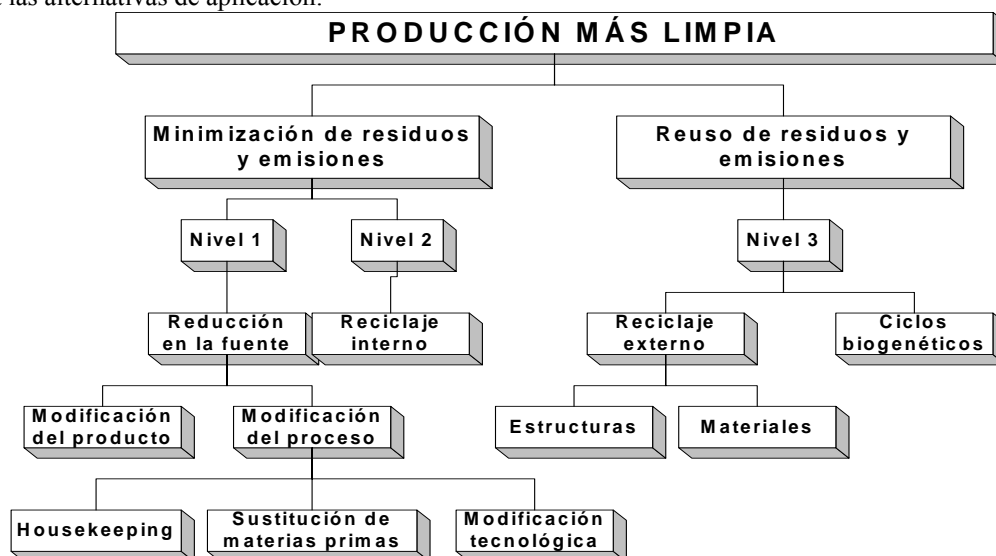 las alternativas de aplicación:
PRODUCCIÓN MÁS LIMPIA
Minimización de residuos
y emisiones
Reuso de residuos y
emisiones
Nivel 1
Nivel 2
Nivel 3
Reducción
en la fuente
Reciclaje
interno
Reciclaje
externo
Ciclos
biogenéticos
Modificación
del producto
Modificación
del proceso
Estructuras
Materiales
Housekeeping
Sustitución de
materias primas
Modificación
tecnológica